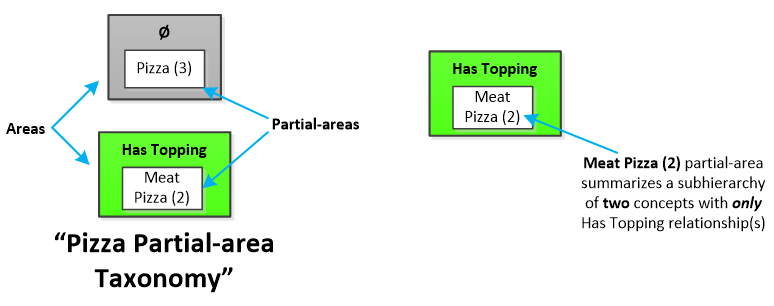 Ø
Pizza (3)
Areas
Partial-areas
Has Topping
Meat
Pizza (2)
“Pizza Partial-area
Taxonomy”
Has Topping
Meat
Pizza (2)
Meat Pizza (2) partial-area
summarizes a subhierarchy
of two concepts with only
Has Topping relationship(s)